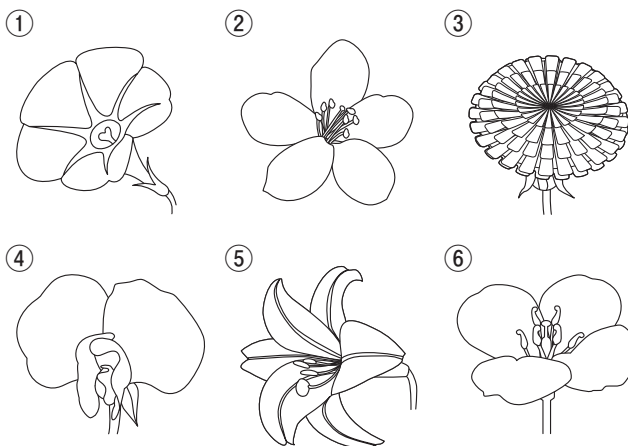 ① ② ③
④ ⑤ ⑥